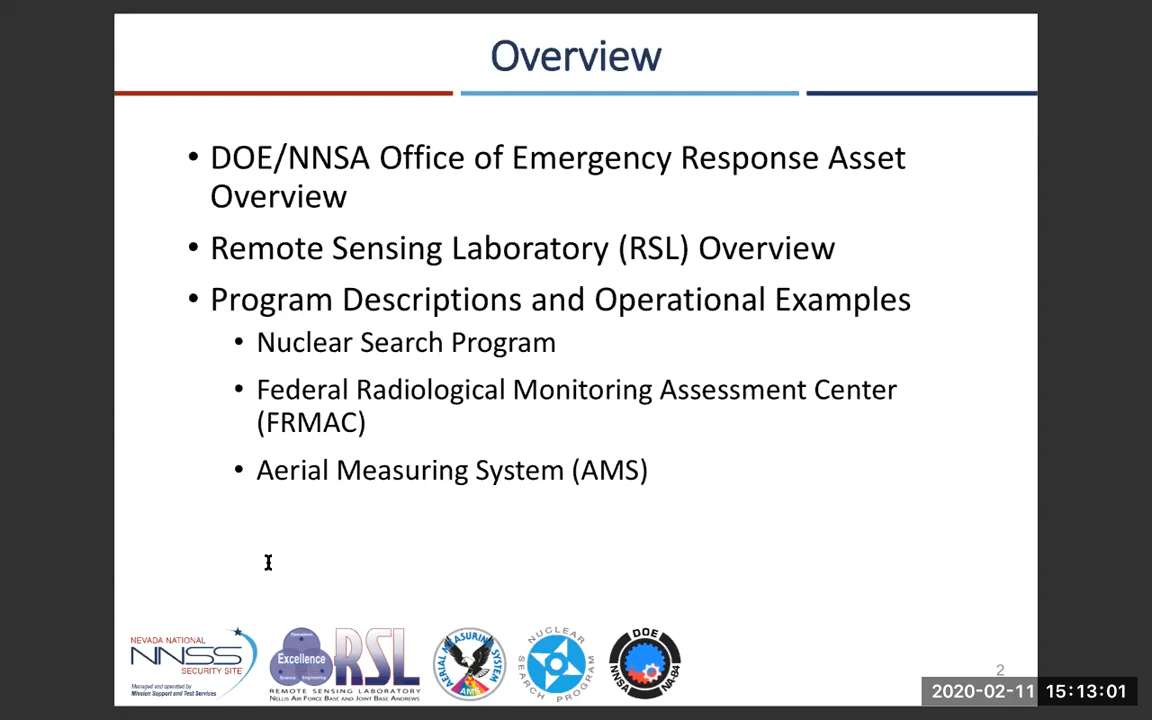 Overview
• DOE/NNSA Office of Emergency Response Asset
Overview
• Remote Sensing Laboratory (RSL) Overview
• Program Descriptions and Operational Examples
• Nuclear Search Program
• Federal Radiological Monitoring Assessment Center
(FRMAC)
• Aerial Measuring System (AMS)
NEVADA NATIONAL
NNSS
SECURITY SITE
Managed and operated by
Mission Support and Test Services
Operations
Excellence
Science
Engineering
RSL
REMOTE SENSING LABORATORY
NELLIS AIR FORCE BASE AND JOINT BASE ANDREWS
AERIAL MEASURING SYSTEM
AMS
NUCLEAR SEARCH PROGRAM
DOE
NNSA
NA-84
2
2020-02-11 15:13:01